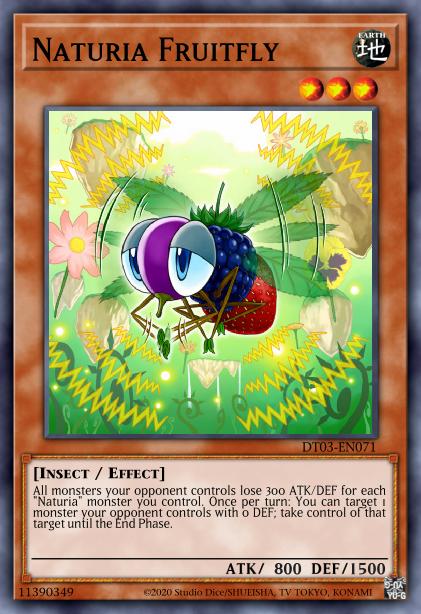 NATURIA FRUITFLY
EARTH
地
DT03-EN071
[INSECT / EFFECT]
All monsters your opponent controls lose 300 ATK/DEF for each
"Naturia" monster you control. Once per turn: You can target 1
monster your opponent controls with 0 DEF; take control of that
target until the End Phase.
ATK/ 800 DEF/1500
11390349
©2020 Studio Dice/SHUEISHA, TV TOKYO, KONAMI